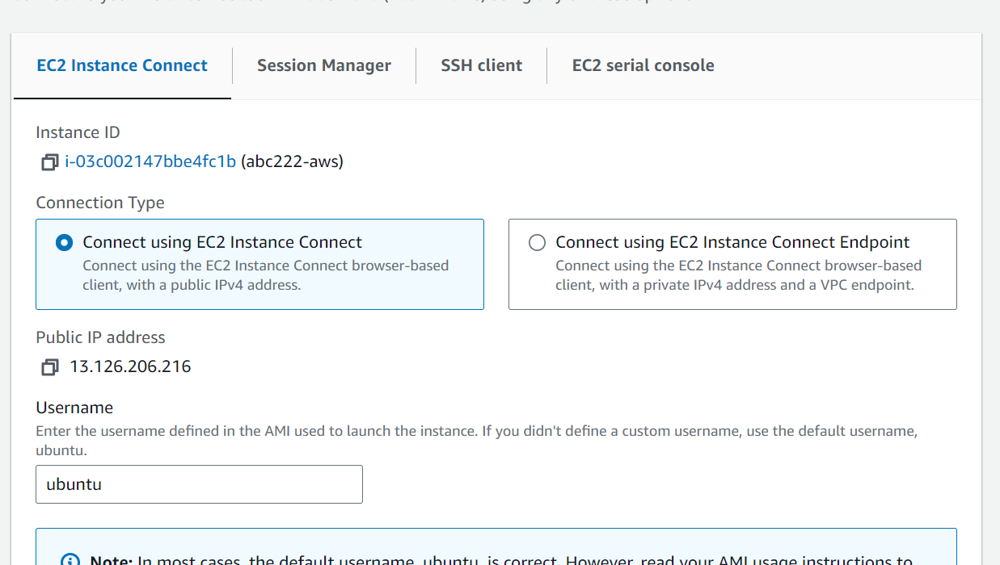 EC2 Instance Connect
Session Manager
SSH client
EC2 serial console
Instance ID
i-03c002147bbe4fc1b (abc222-aws)
Connection Type
Connect using EC2 Instance Connect
Connect using the EC2 Instance Connect browser-based
client, with a public IPv4 address.
Connect using EC2 Instance Connect Endpoint
Connect using the EC2 Instance Connect browser-based
client, with a private IPv4 address and a VPC endpoint.
Public IP address
13.126.206.216
Username
Enter the username defined in the AMI used to launch the instance. If you didn't define a custom username, use the default username,
ubuntu.
ubuntu
Note: In most cases, the default username, ubuntu, is correct. However, read your AMI usage instructions to